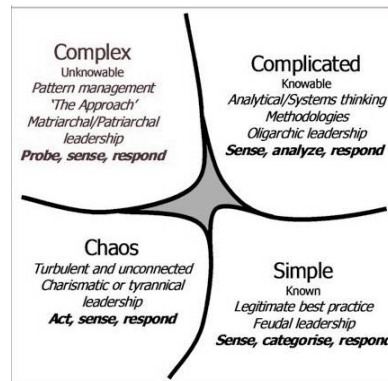 Complex
Unknowable
Pattern management
'The Approach'
Matriarchal/Patriarchal
leadership
Probe, sense, respond
Complicated
Knowable
Analytical/Systems thinking
Methodologies
Oligarchic leadership
Sense, analyze, respond
Chaos
Turbulent and unconnected
Charismatic or tyrannical
leadership
Act, sense, respond
Simple
Known
Legitimate best practice
Feudal leadership
Sense, categorise, respond